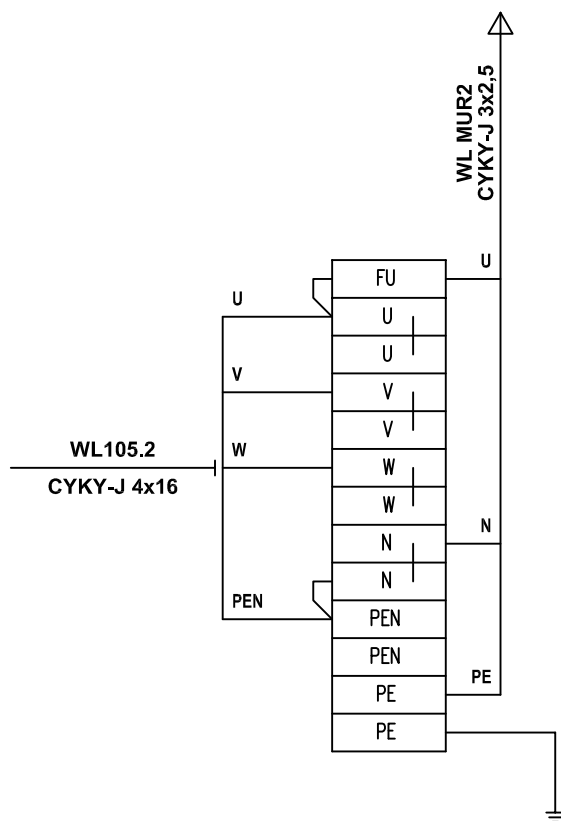 WL MUR2
CYKY-J 3x2,5
U
FU
U
U
U
V
V
V
WL105.2
CYKY-J 4x16
W
W
W
N
N
N
PEN
PEN
PEN
PE
PE
PE